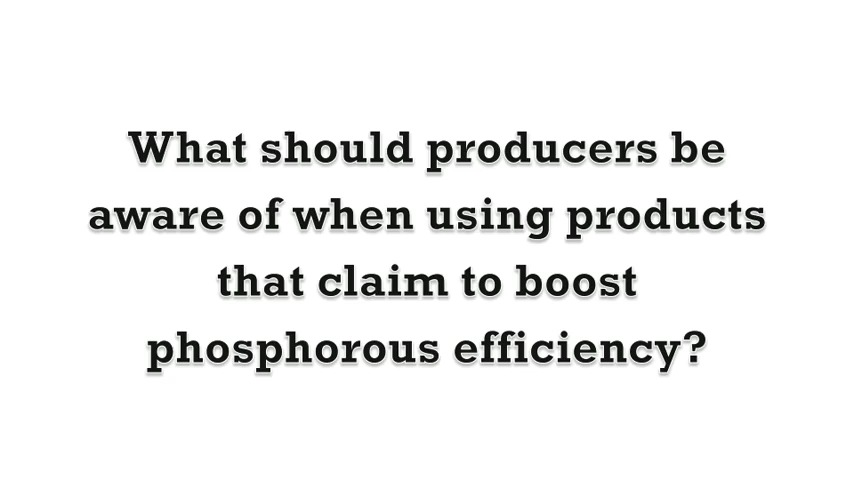 What should producers be
aware of when using products
that claim to boost
phosphorous efficiency?